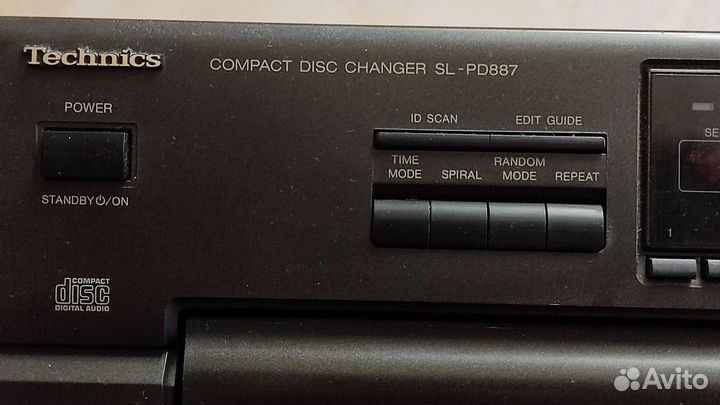 Technics
COMPACT DISC CHANGER SL-PD887
POWER
STANDBY⏻/ON
ID SCAN EDIT GUIDE
TIME MODE SPIRAL RANDOM MODE REPEAT
1
COMPACT
disc
DIGITAL AUDIO
Avito